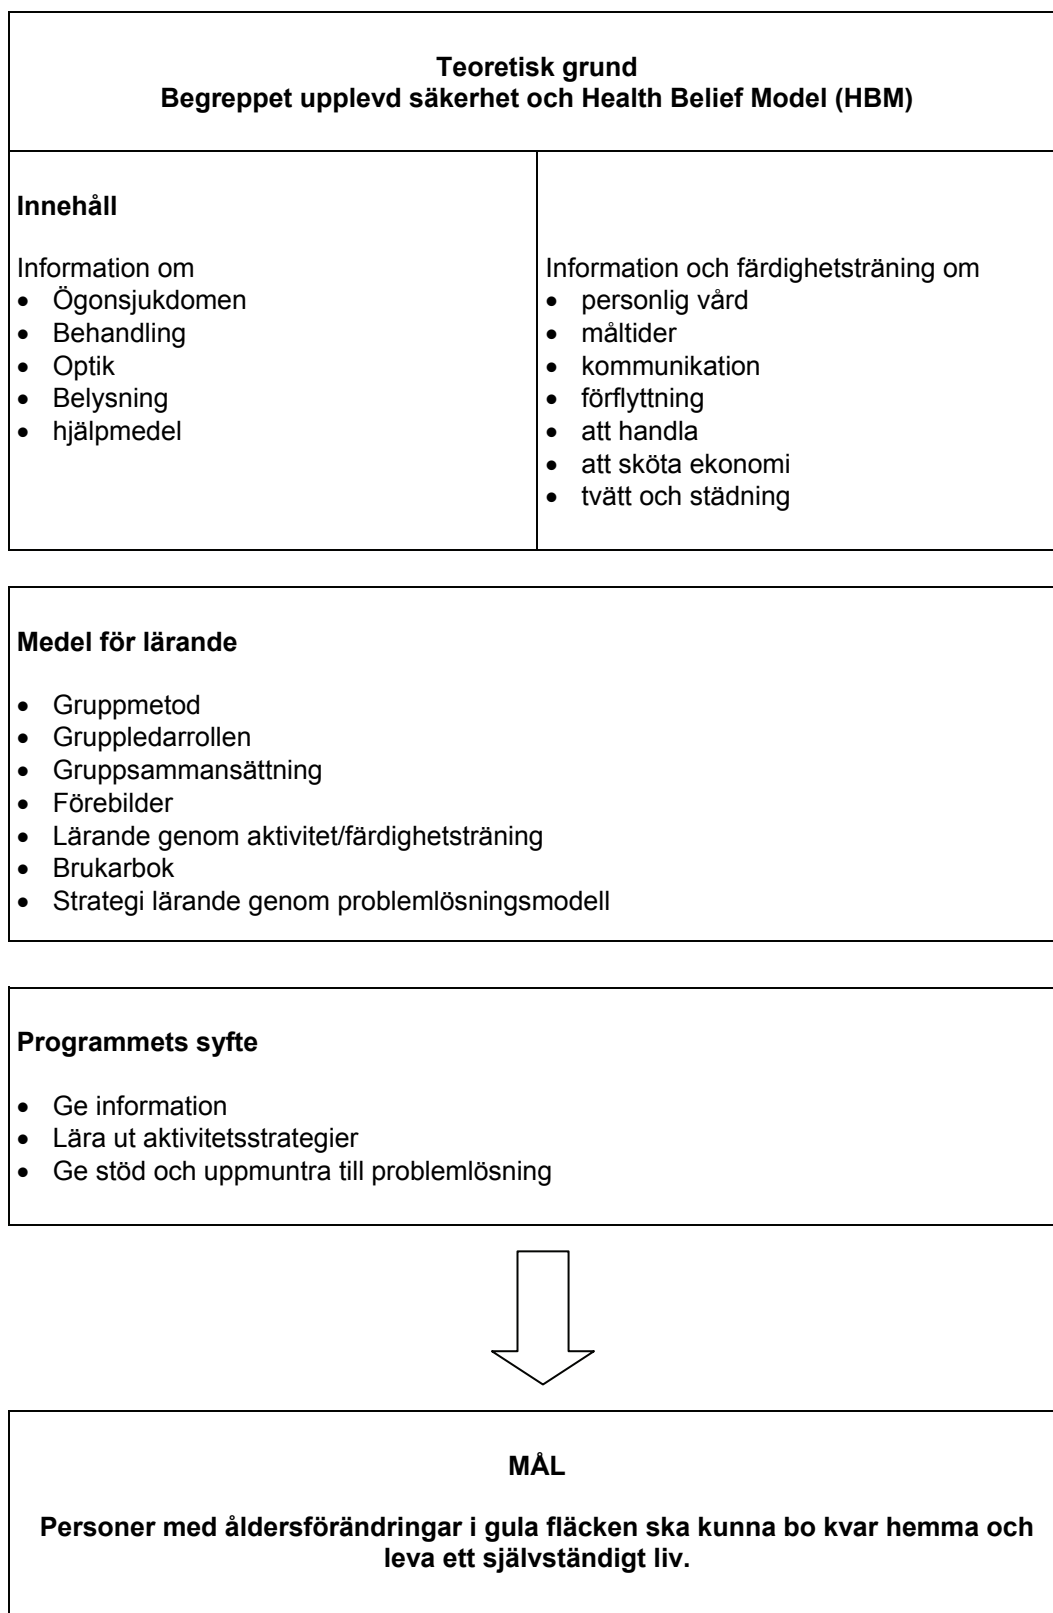 Teoretisk grund
Begreppet upplevd säkerhet och Health Belief Model (HBM)
Innehåll
Information om
• Ögonsjukdomen
• Behandling
• Optik
• Belysning
• hjälpmedel
Information och färdighetsträning om
• personlig vård
• måltider
• kommunikation
• förflyttning
• att handla
• att sköta ekonomi
• tvätt och städning
Medel för lärande
• Gruppmetod
• Gruppledarrollen
• Gruppsammansättning
• Förebilder
• Lärande genom aktivitet/färdighetsträning
• Brukarbok
• Strategi lärande genom problemlösningsmodell
Programmets syfte
• Ge information
• Lära ut aktivitetsstrategier
• Ge stöd och uppmuntra till problemlösning
MÅL
Personer med åldersförändringar i gula fläcken ska kunna bo kvar hemma och
leva ett självständigt liv.